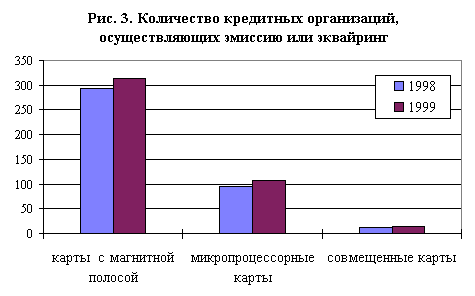 Рис. 3. Количество кредитных организаций,
осуществляющих эмиссию или эквайринг
350
300
250
200
150
100
50
0
1998
1999
карты с магнитной
полосой
микропроцессорные
карты
совмещенные карты